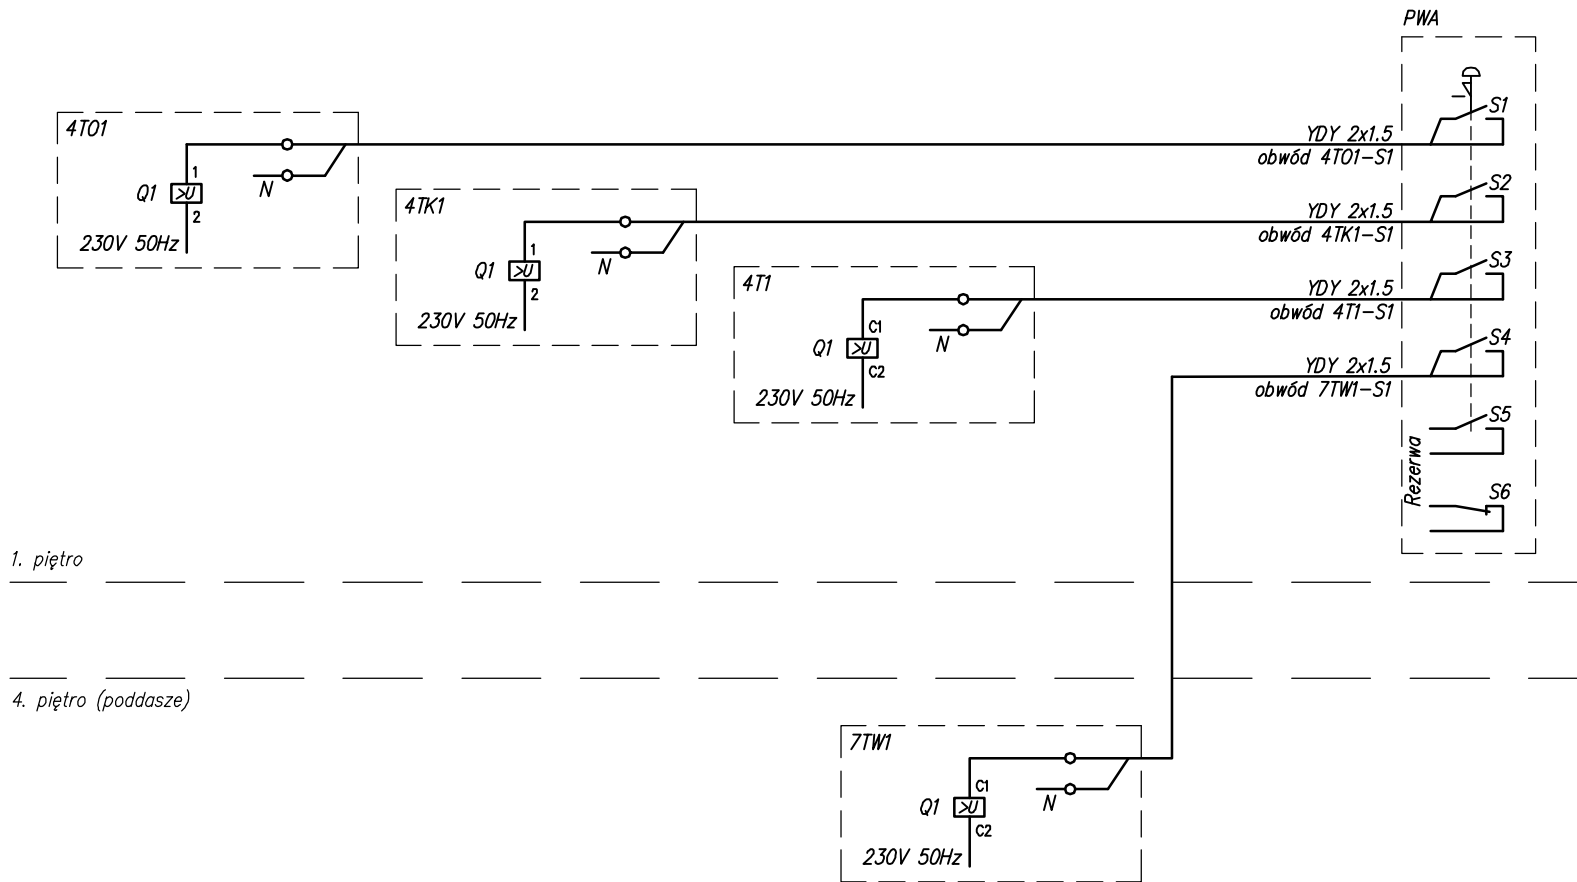 PWA
S1
4TO1
YDY 2x1.5
obwód 4TO1-S1
1
Q1
>U
N
2
230V 50Hz
S2
4TK1
YDY 2x1.5
obwód 4TK1-S1
1
Q1
>U
N
2
230V 50Hz
S3
4T1
YDY 2x1.5
obwód 4T1-S1
C1
Q1
>U
N
C2
230V 50Hz
S4
YDY 2x1.5
obwód 7TW1-S1
S5
Rezerwa
S6
1. piętro
4. piętro (poddasze)
7TW1
C1
Q1
>U
N
C2
230V 50Hz